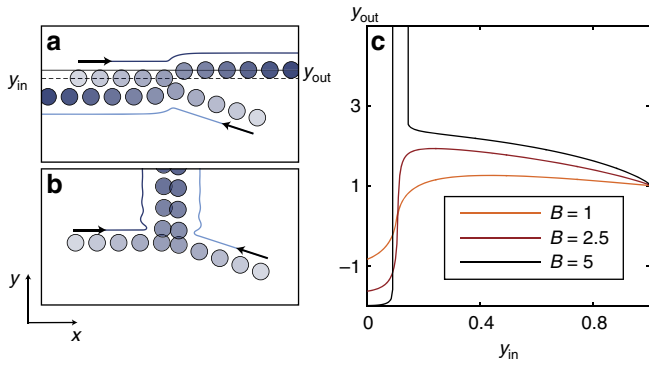 a
y_in
y_out
b
y
x
c
y_out
3
1
−1
B = 1
B = 2.5
B = 5
0
0.4
0.8
y_in